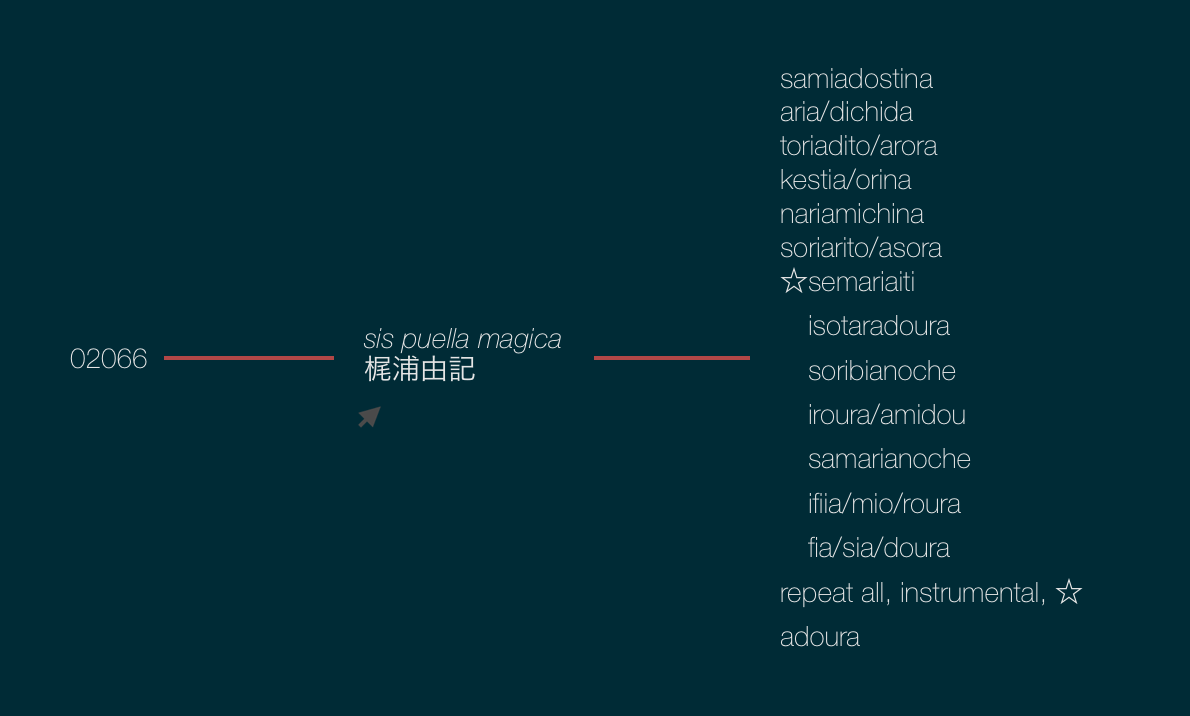 02066
sis puella magica
梶浦由記
samiadostina
aria/dichida
toriadito/arora
kestia/orina
nariamichina
soriarito/asora
☆semariaiti
isotaradoura
soribianoche
iroura/amidou
samarianoche
ifiia/mio/roura
fia/sia/doura
repeat all, instrumental, ☆
adoura